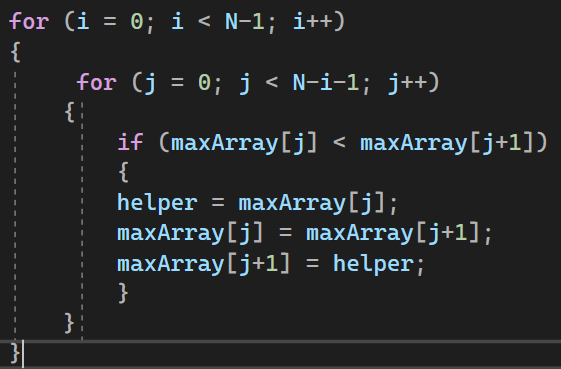 for (i = 0; i < N-1; i++)
{
for (j = 0; j < N-i-1; j++)
{
if (maxArray[j] < maxArray[j+1])
{
helper = maxArray[j];
maxArray[j] = maxArray[j+1];
maxArray[j+1] = helper;
}
}
}